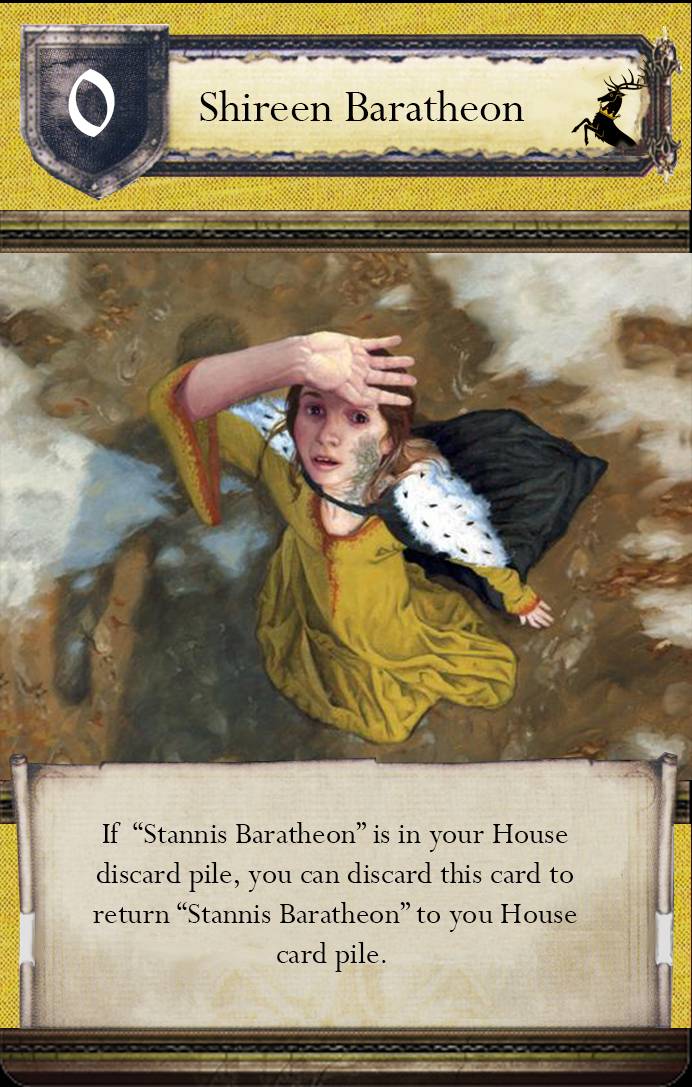 0
Shireen Baratheon
If “Stannis Baratheon” is in your House
discard pile, you can discard this card to
return “Stannis Baratheon” to you House
card pile.